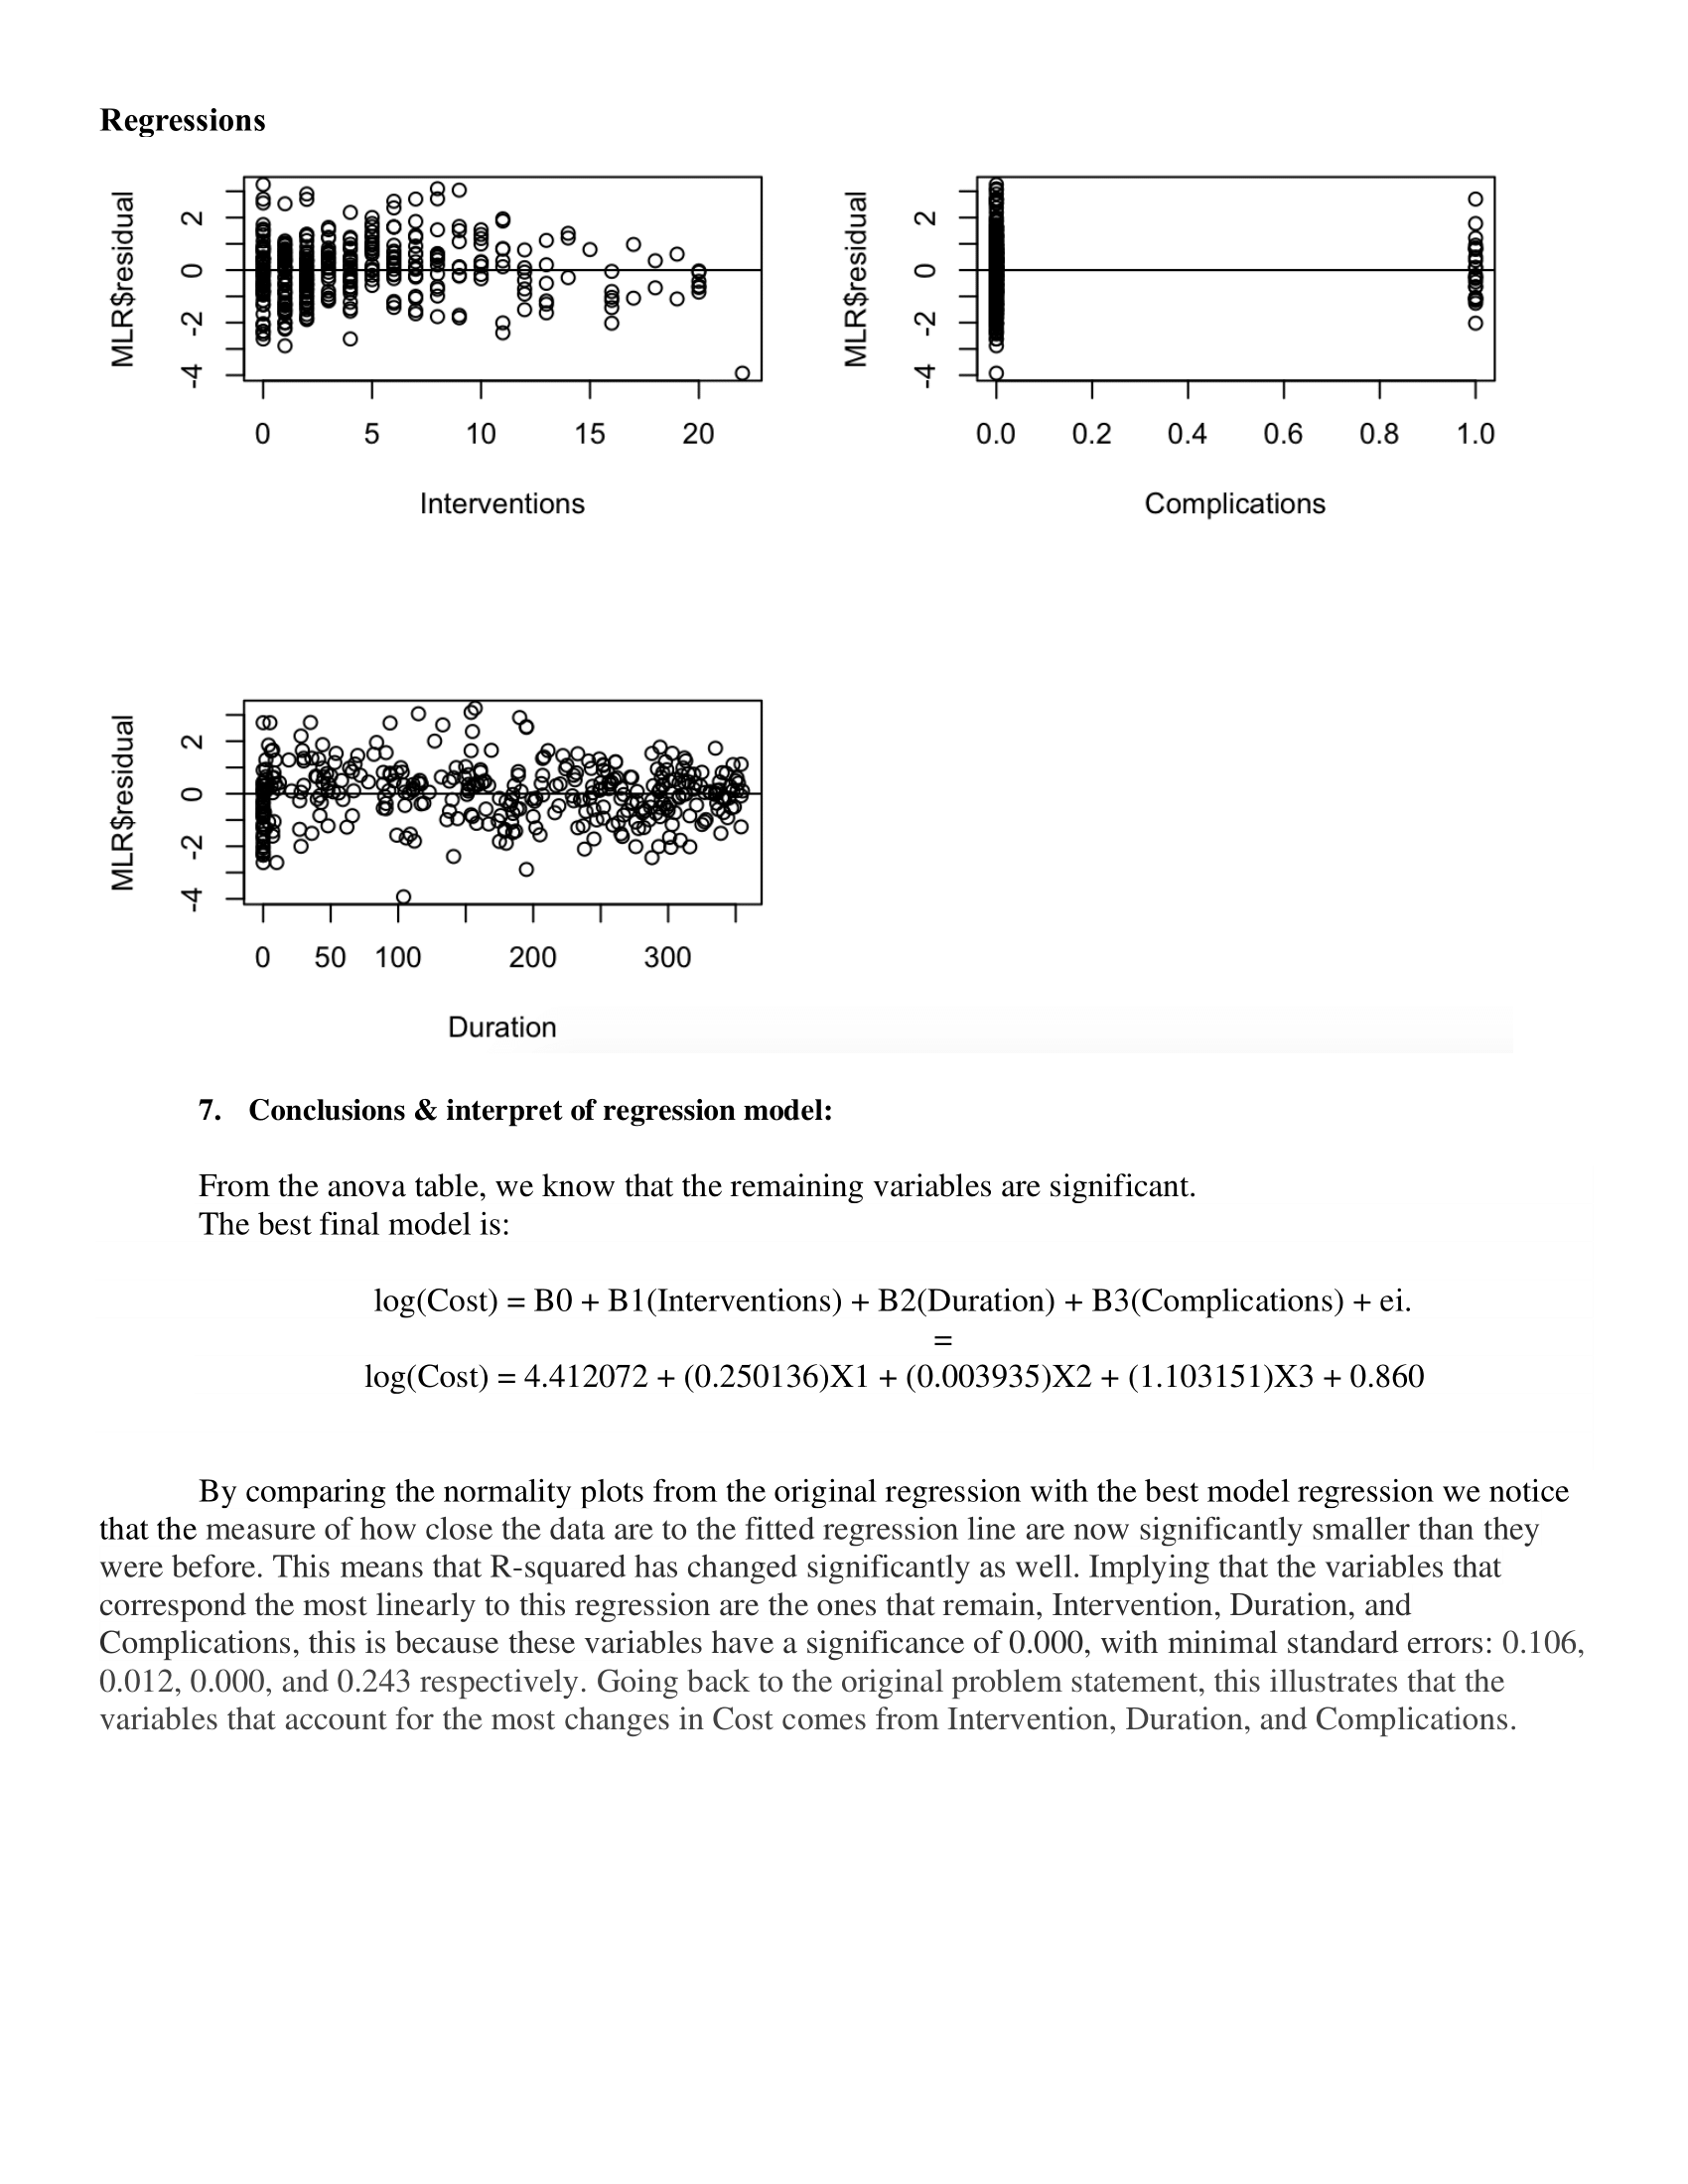 Regressions
MLR$residual
2
0
-2
-4
0 5 10 15 20
Interventions
MLR$residual
2
0
-2
-4
0.0 0.2 0.4 0.6 0.8 1.0
Complications
MLR$residual
2
0
-2
-4
0 50 100 200 300
Duration
7. Conclusions & interpret of regression model:
From the anova table, we know that the remaining variables are significant.
The best final model is:
log(Cost) = B0 + B1(Interventions) + B2(Duration) + B3(Complications) + ei.
=
log(Cost) = 4.412072 + (0.250136)X1 + (0.003935)X2 + (1.103151)X3 + 0.860
By comparing the normality plots from the original regression with the best model regression we notice
that the measure of how close the data are to the fitted regression line are now significantly smaller than they
were before. This means that R-squared has changed significantly as well. Implying that the variables that
correspond the most linearly to this regression are the ones that remain, Intervention, Duration, and
Complications, this is because these variables have a significance of 0.000, with minimal standard errors: 0.106,
0.012, 0.000, and 0.243 respectively. Going back to the original problem statement, this illustrates that the
variables that account for the most changes in Cost comes from Intervention, Duration, and Complications.